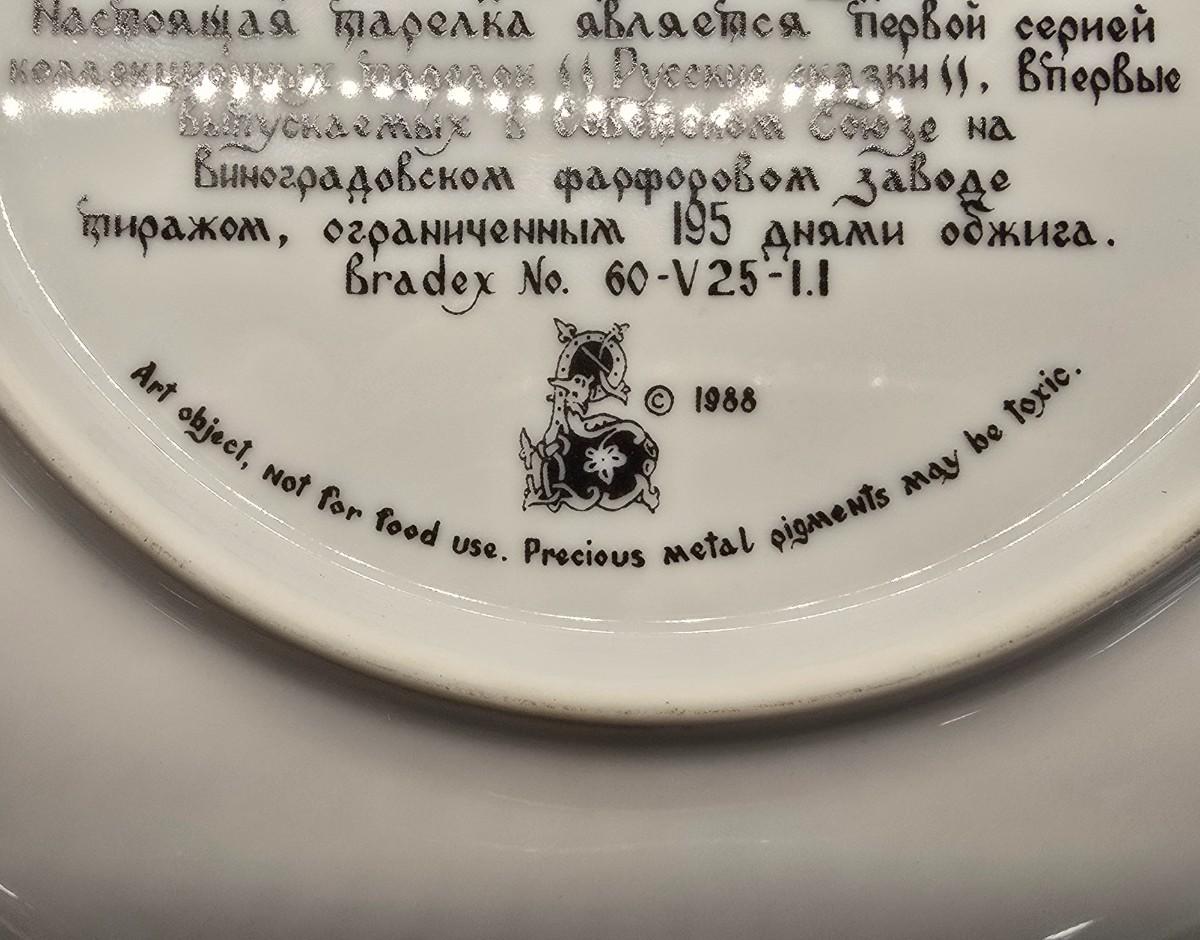 Настоящая тарелка является первой серией
коллекционных тарелок "Русские сказки", впервые
выпускаемых в Советском Союзе на
Виноградовском фарфоровом заводе
тиражом, ограниченным 195 днями обжига.
Bradex No. 60-V25-1.1
© 1988
Art object, not for food use. Precious metal pigments may be toxic.